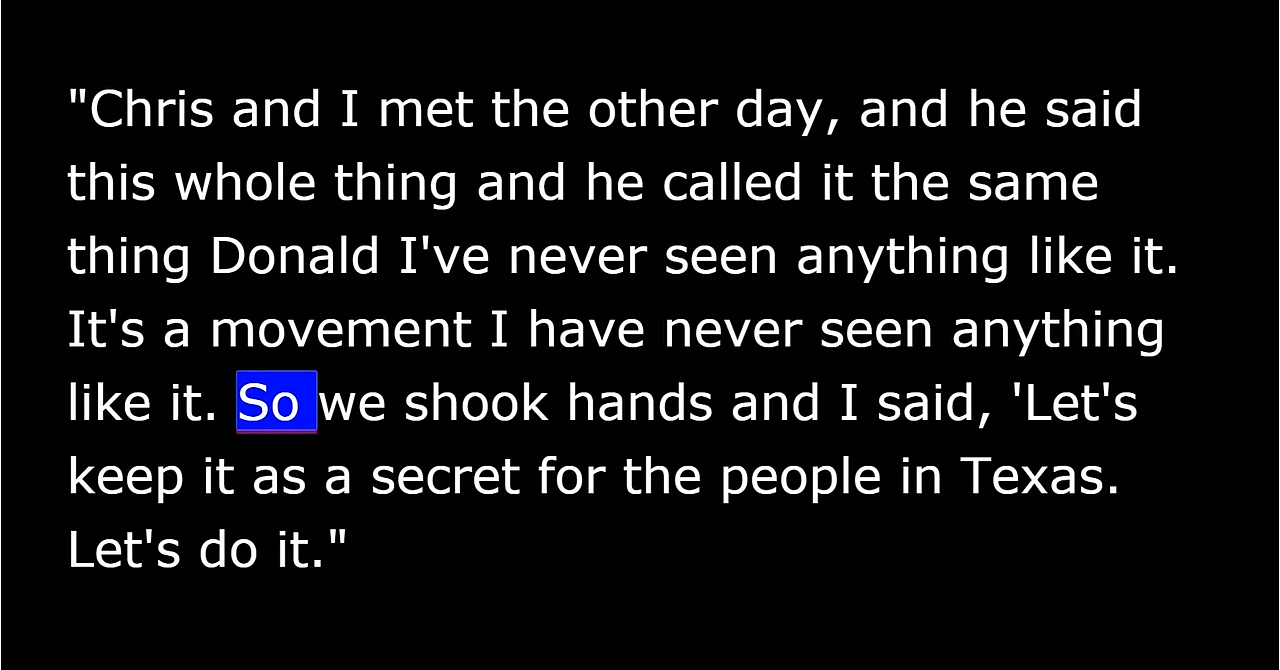 "Chris and I met the other day, and he said
this whole thing and he called it the same
thing Donald I've never seen anything like it.
It's a movement I have never seen anything
like it. So we shook hands and I said, 'Let's
keep it as a secret for the people in Texas.
Let's do it."